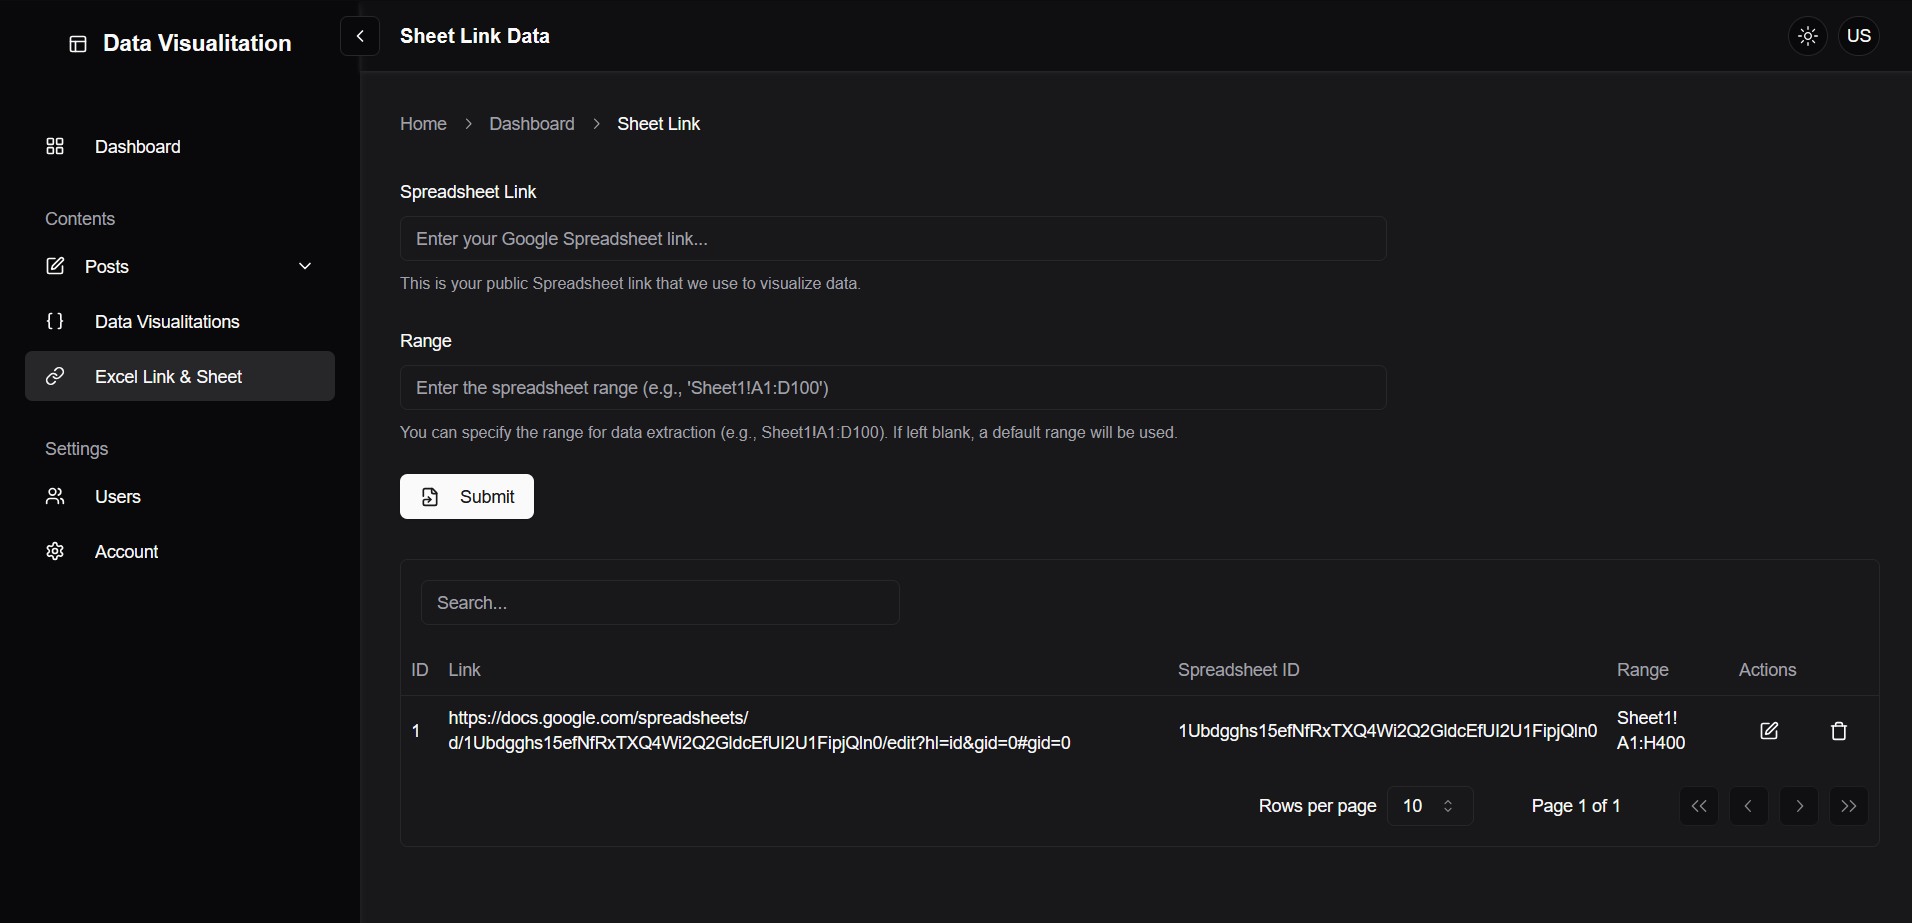 Data Visualitation
Sheet Link Data
US
Dashboard
Contents
Posts
Data Visualitations
Excel Link & Sheet
Settings
Users
Account
Home > Dashboard > Sheet Link
Spreadsheet Link
Enter your Google Spreadsheet link...
This is your public Spreadsheet link that we use to visualize data.
Range
Enter the spreadsheet range (e.g., 'Sheet1!A1:D100')
You can specify the range for data extraction (e.g., Sheet1!A1:D100). If left blank, a default range will be used.
Submit
Search...
ID Link Spreadsheet ID Range Actions
1 https://docs.google.com/spreadsheets/
d/1Ubdgghs15efNfRxTXQ4Wi2Q2GldcEfUI2U1FipjQln0/edit?hl=id&gid=0#gid=0
1Ubdgghs15efNfRxTXQ4Wi2Q2GldcEfUI2U1FipjQln0
Sheet1!
A1:H400
Rows per page 10 Page 1 of 1